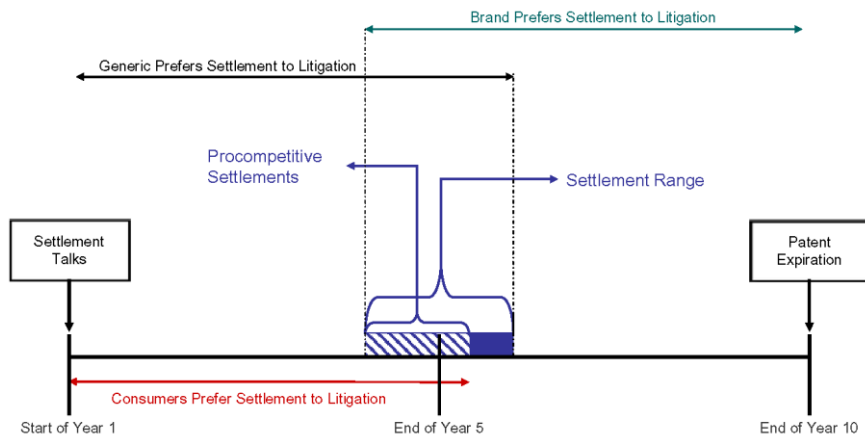 Brand Prefers Settlement to Litigation
Generic Prefers Settlement to Litigation
Procompetitive
Settlements
Settlement Range
Settlement
Talks
Patent
Expiration
Consumers Prefer Settlement to Litigation
Start of Year 1
End of Year 5
End of Year 10